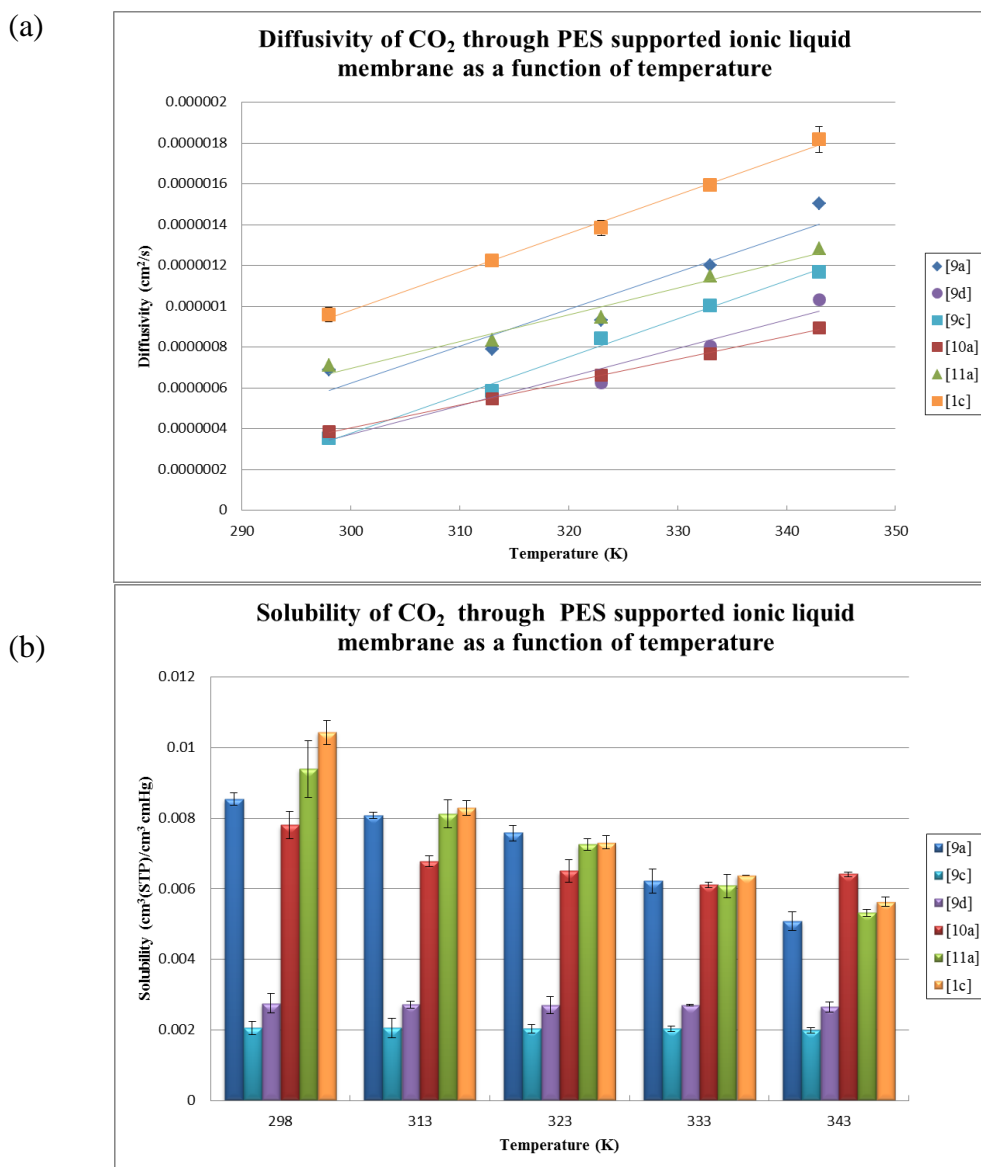 (a)
Diffusivity of CO₂ through PES supported ionic liquid
membrane as a function of temperature
Diffusivity (cm²/s)
0.000002
0.0000018
0.0000016
0.0000014
0.0000012
0.000001
0.0000008
0.0000006
0.0000004
0.0000002
0
290
300
310
320
330
340
350
Temperature (K)
[9a]
[9d]
[9c]
[10a]
[11a]
[1c]
(b)
Solubility of CO₂ through PES supported ionic liquid
membrane as a function of temperature
Solubility (cm³(STP)/cm³ cmHg)
0.012
0.01
0.008
0.006
0.004
0.002
0
298
313
323
333
343
Temperature (K)
[9a]
[9c]
[9d]
[10a]
[11a]
[1c]